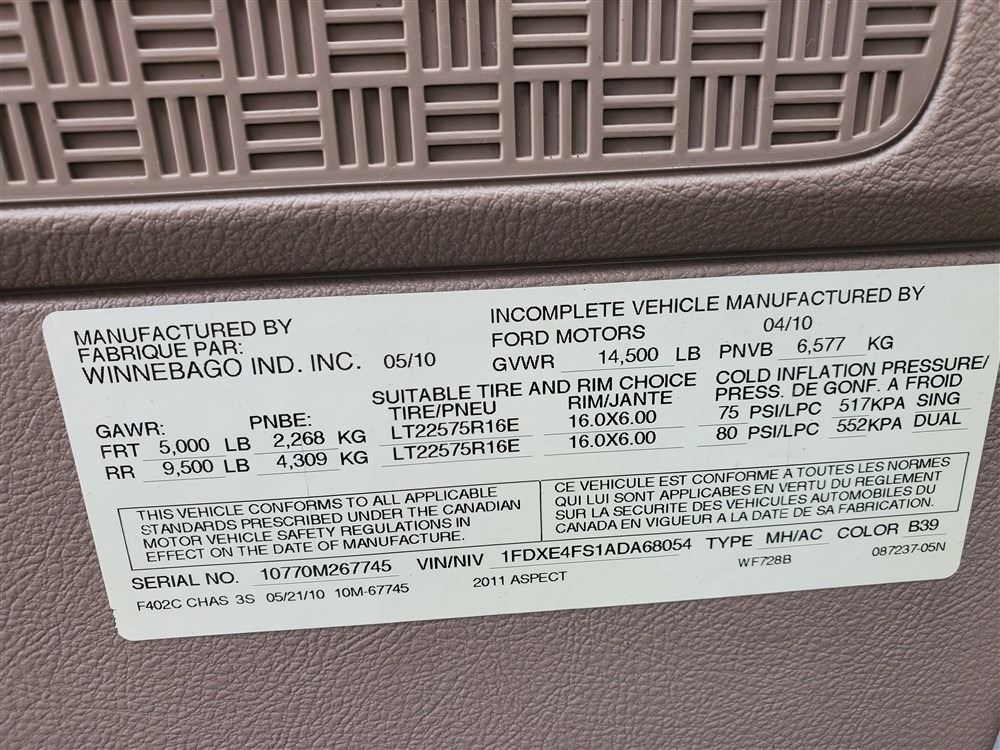 MANUFACTURED BY
FABRIQUE PAR:
WINNEBAGO IND. INC. 05/10
INCOMPLETE VEHICLE MANUFACTURED BY
FORD MOTORS 04/10
GVWR 14,500 LB PNVB 6,577 KG
SUITABLE TIRE AND RIM CHOICE
TIRE/PNEU RIM/JANTE
COLD INFLATION PRESSURE/
PRESS. DE GONF. A FROID
GAWR: PNBE:
FRT 5,000 LB 2,268 KG LT22575R16E 16.0X6.00 75 PSI/LPC 517KPA SING
RR 9,500 LB 4,309 KG LT22575R16E 16.0X6.00 80 PSI/LPC 552KPA DUAL
THIS VEHICLE CONFORMS TO ALL APPLICABLE
STANDARDS PRESCRIBED UNDER THE CANADIAN
MOTOR VEHICLE SAFETY REGULATIONS IN
EFFECT ON THE DATE OF MANUFACTURE.
CE VEHICULE EST CONFORME A TOUTES LES NORMES
QUI LUI SONT APPLICABES EN VERTU DU REGLEMENT
SUR LA SECURITE DES VEHICULES AUTOMOBILES DU
CANADA EN VIGUEUR A LA DATE DE SA FABRICATION.
SERIAL NO. 10770M267745 VIN/NIV 1FDXE4FS1ADA68054 TYPE MH/AC COLOR B39
F402C CHAS 3S 05/21/10 10M-67745 2011 ASPECT WF728B 087237-05N